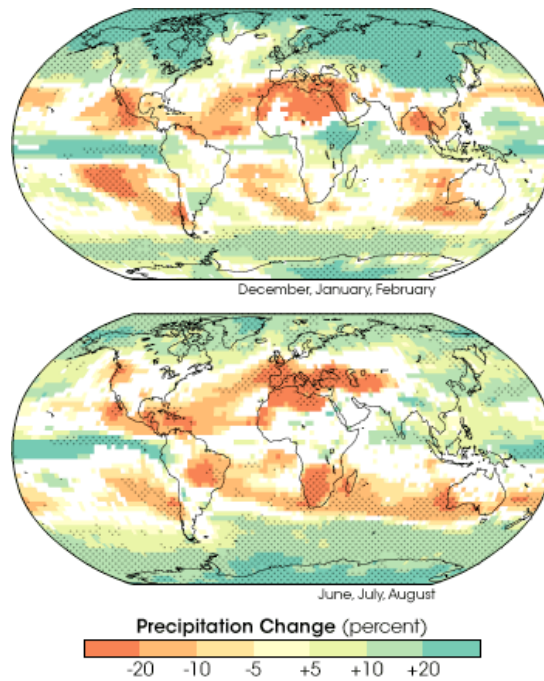 December, January, February
June, July, August
Precipitation Change (percent)
-20 -10 -5 +5 +10 +20